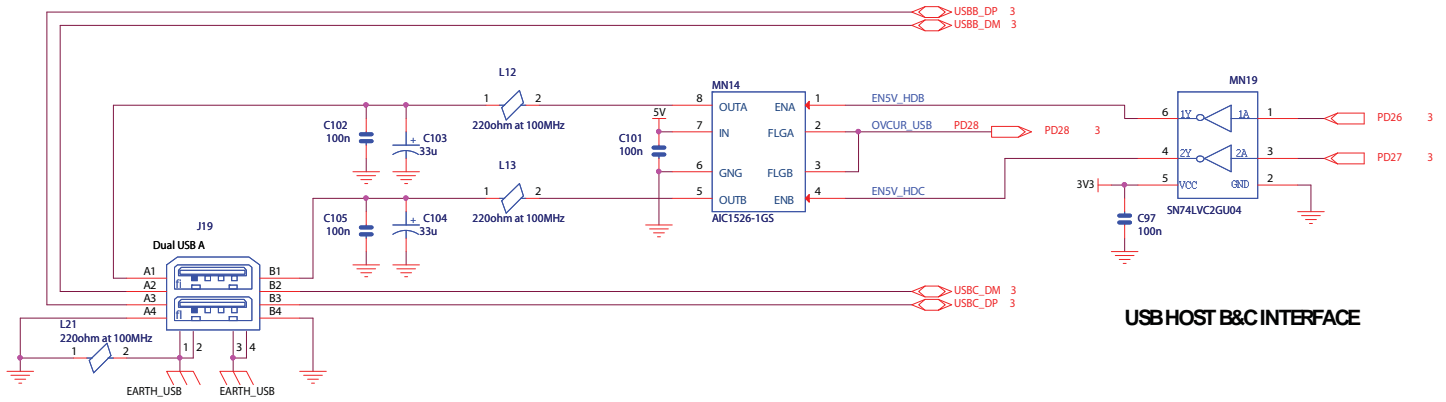 USBB_DP 3
USBB_DM 3
L12
1 2
220ohm at 100MHz
C102
100n
+
C103
33u
MN14
8 OUTA ENA 1 EN5V_HDB
5V
7 IN FLGA 2 OVCUR_USB PD28 PD28 3
C101
100n
6 GNG FLGB 3
5 OUTB ENB 4 EN5V_HDC
AIC1526-1GS
L13
1 2
220ohm at 100MHz
C105
100n
+
C104
33u
MN19
6 1Y 1A 1 PD26 3
4 2Y 2A 3 PD27 3
3V3 5 VCC GND 2
SN74LVC2GU04
C97
100n
J19
Dual USB A
A1 B1
A2 B2 USBC_DM 3
A3 B3 USBC_DP 3
A4 B4
fi
fi
L21
220ohm at 100MHz
1 2
1 2 3 4
EARTH_USB EARTH_USB
USB HOST B&C INTERFACE